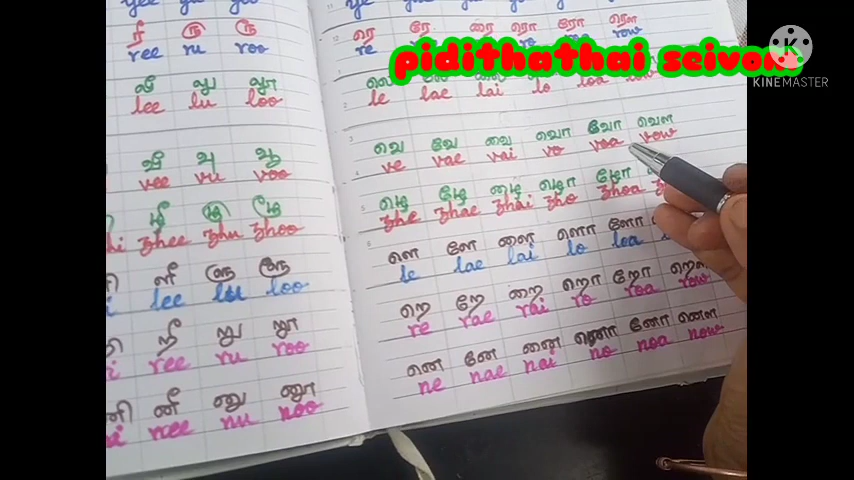 ரீ ரு ரூ
ree ru roo
லீ லு லூ
lee lu loo
வீ வு வூ
vee vu voo
ழீ ழு ழூ
hi zhee zhu zhoo
ளீ ளு ளூ
lee lu loo
றீ று றூ
ree ru roo
னி னீ னு னூ
nee nu noo
ரெ ரே ரை ரொ ரோ ரௌ
re row
pidithathai seivom
KINEMASTER
le lae lai lo loa low
வெ வே வை வொ வோ வௌ
ve vae vai vo voa vow
ழெ ழே ழை ழொ ழோ
zhe zhae zhai zho zhoa
ளெ ளே ளை ளொ ளோ
le lae lai lo loa
றெ றே றை றொ றோ றௌ
re rae rai ro roa row
னெ னே னை னொ னோ னௌ
ne nae nai no noa now